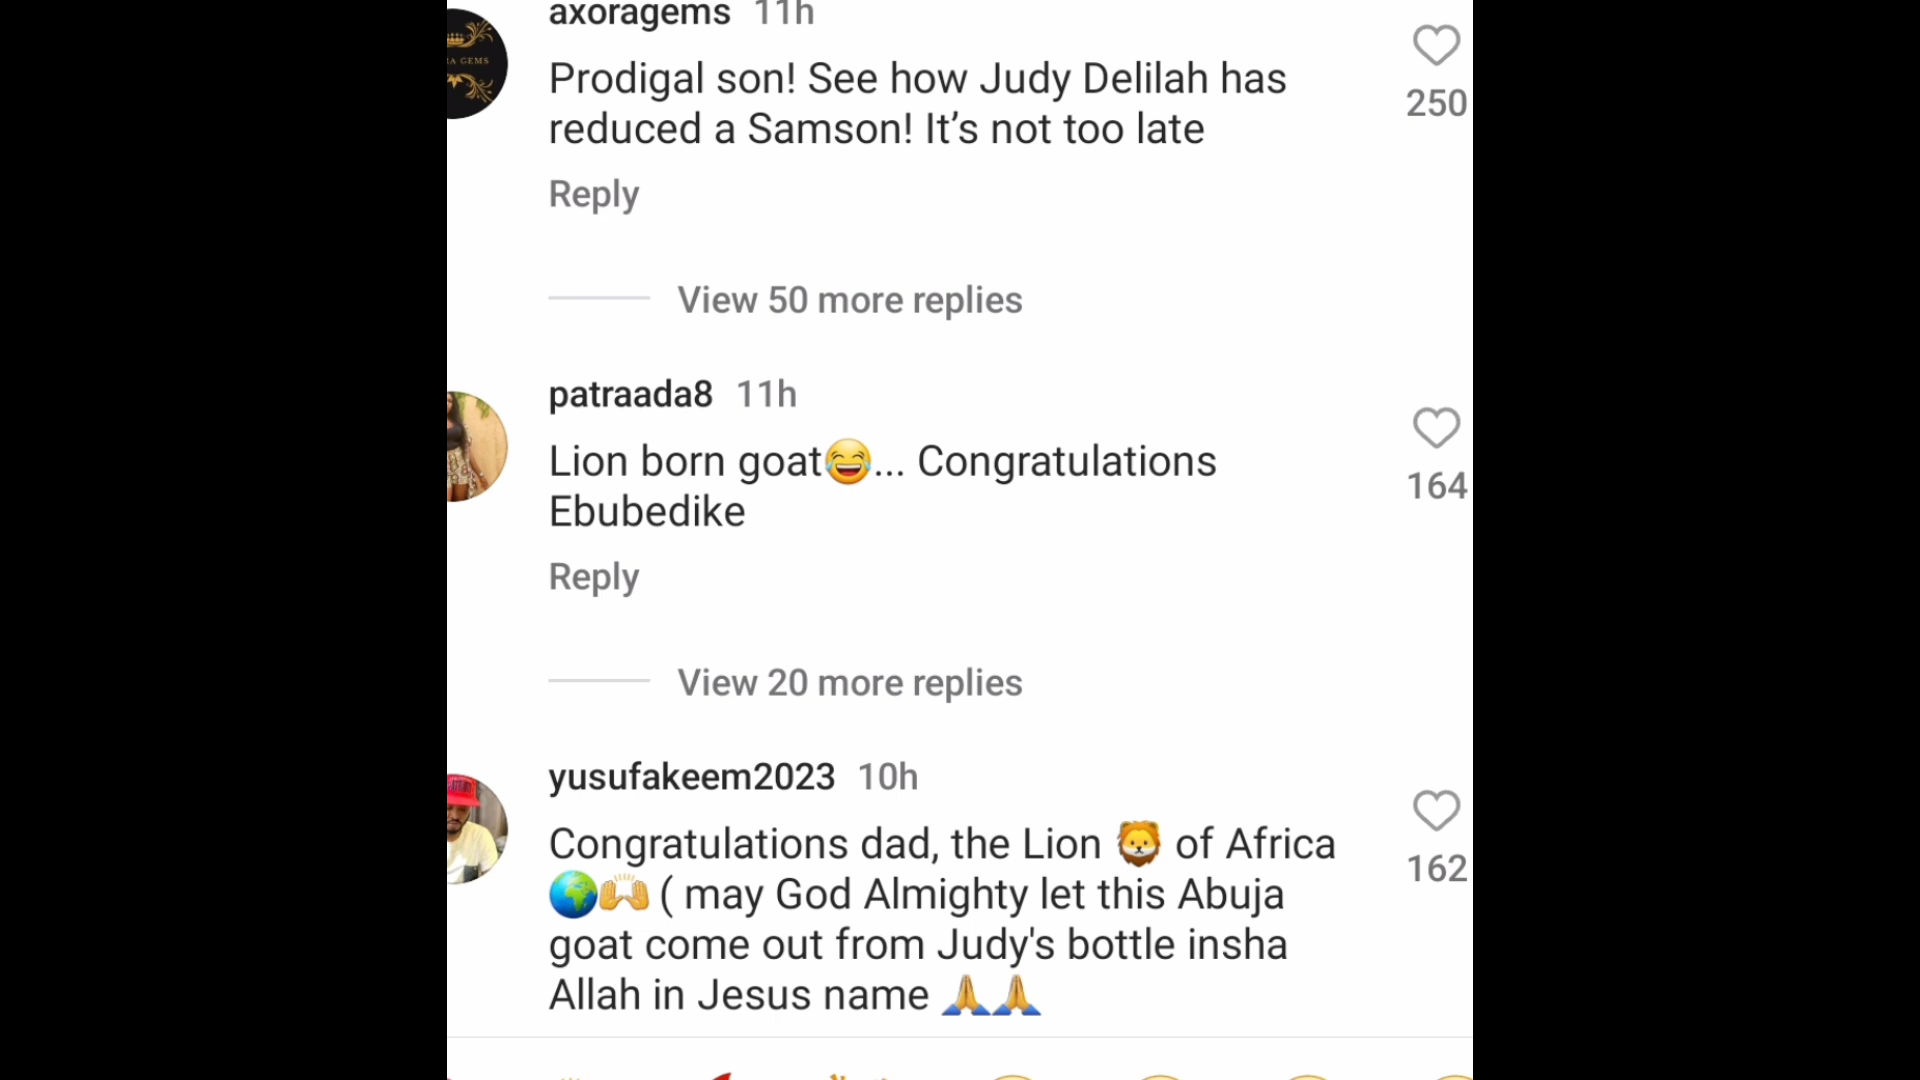 axoragems 11h
RA GEMS
Prodigal son! See how Judy Delilah has
250
reduced a Samson! It’s not too late
Reply
View 50 more replies
patraada8 11h
Lion born goat😂... Congratulations
164
Ebubedike
Reply
View 20 more replies
yusufakeem2023 10h
Congratulations dad, the Lion 🦁 of Africa
162
🌍🙌 ( may God Almighty let this Abuja
goat come out from Judy's bottle insha
Allah in Jesus name 🙏🙏